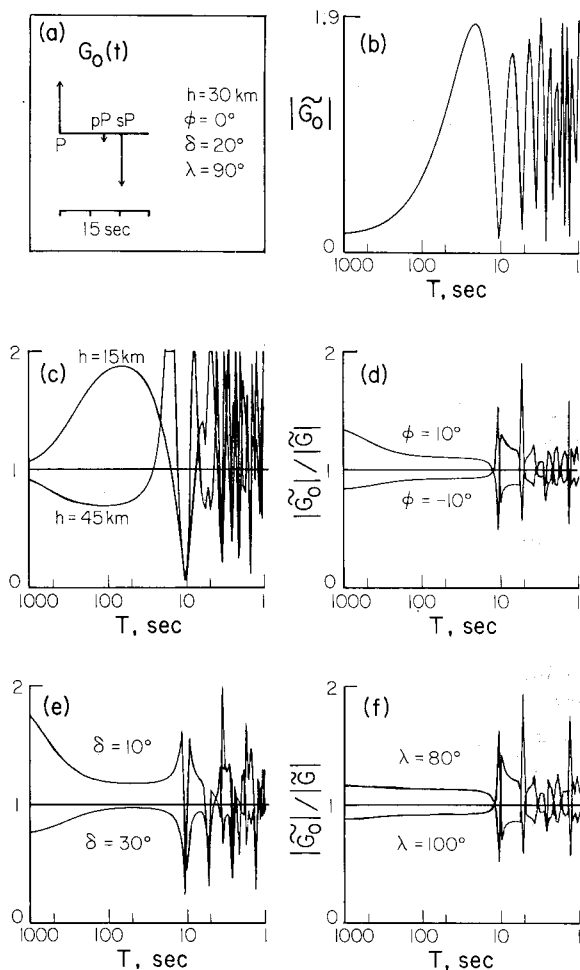 (a)
G₀(t)
P
pP sP
15 sec
h = 30 km
ϕ = 0°
δ = 20°
λ = 90°
(b)
1.9
|G̃₀|
0
1000 100 10 1
T, sec
(c)
2
h = 15 km
1
h = 45 km
0
1000 100 10 1
T, sec
(d)
2
|G̃₀| / |G̃|
1
ϕ = 10°
ϕ = -10°
0
1000 100 10 1
T, sec
(e)
2
δ = 10°
1
δ = 30°
0
1000 100 10 1
T, sec
(f)
2
|G̃₀| / |G̃|
λ = 80°
1
λ = 100°
0
1000 100 10 1
T, sec